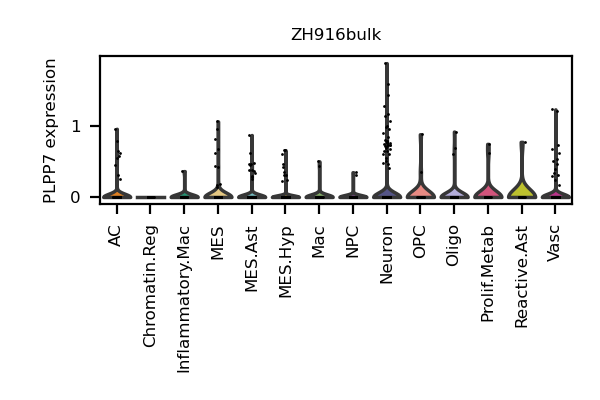 ZH916bulk
PLPP7 expression
1
0
AC
Chromatin.Reg
Inflammatory.Mac
MES
MES.Ast
MES.Hyp
Mac
NPC
Neuron
OPC
Oligo
Prolif.Metab
Reactive.Ast
Vasc